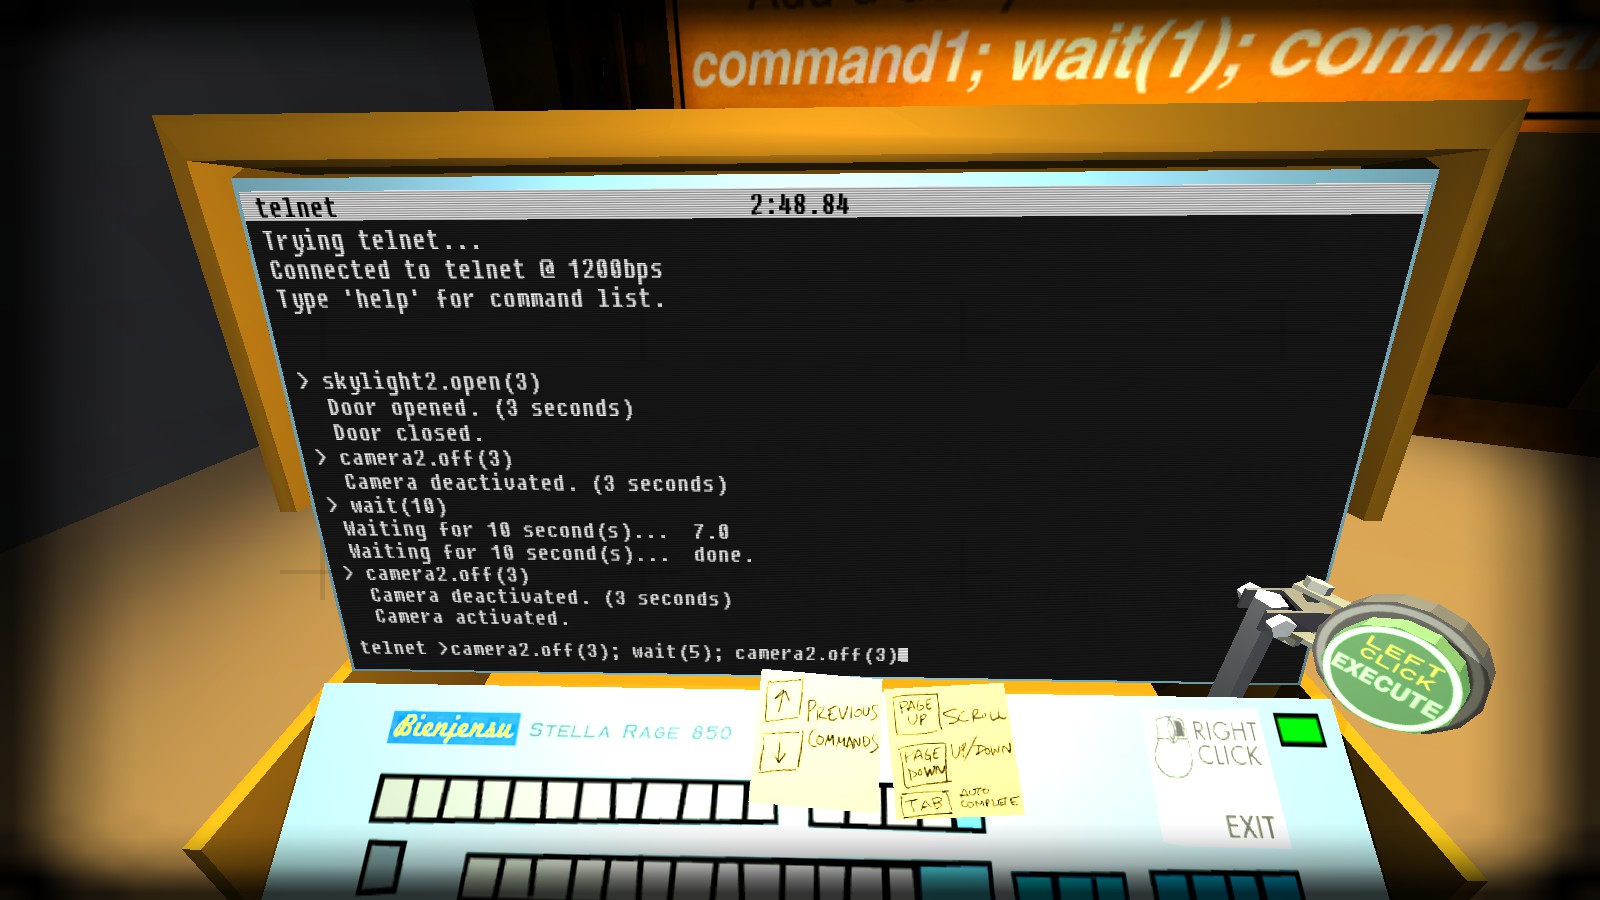 command1; wait(1);
telnet 2:48.84
Trying telnet...
Connected to telnet @ 1200bps
Type 'help' for command list.
> skylight2.open(3)
Door opened. (3 seconds)
Door closed.
> camera2.off(3)
Camera deactivated. (3 seconds)
> wait(10)
Waiting for 10 second(s)... 7.0
Waiting for 10 second(s)... done.
> camera2.off(3)
Camera deactivated. (3 seconds)
Camera activated.
telnet >camera2.off(3); wait(5); camera2.off(3)
LEFT
CLICK
EXECUTE
Bienjensu STELLA RAGE 850
↑ PREVIOUS
↓ COMMANDS
PAGE UP SCROLL
PAGE DOWN UP/DOWN
TAB AUTO COMPLETE
RIGHT
CLICK
EXIT